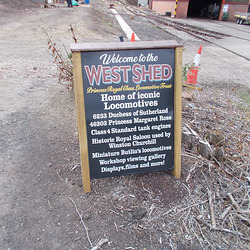 Welcome to the
WEST SHED
Princess Royal Class Locomotive Trust
Home of iconic
Locomotives
6233 Duchess of Sutherland
46203 Princess Margaret Rose
Class 4 Standard tank engines
Historic Royal Saloon used by
Winston Churchill
Miniature Butlin's locomotives
Workshop viewing gallery
Displays, films and more!